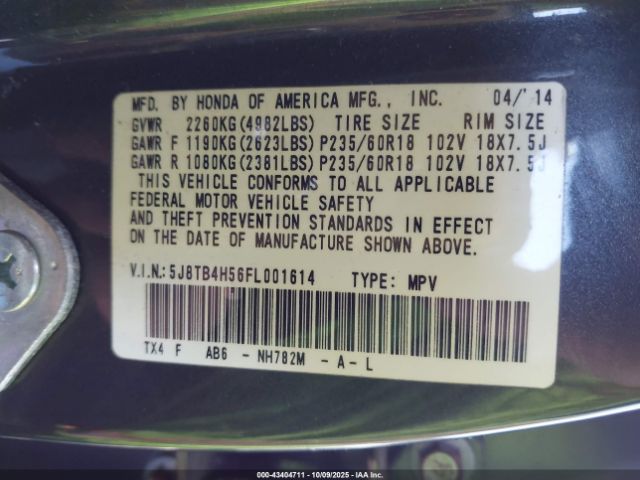 MFD. BY HONDA OF AMERICA MFG., INC. 04/'14
GVWR 2260KG(4982LBS) TIRE SIZE RIM SIZE
GAWR F 1190KG(2623LBS) P235/60R18 102V 18X7.5J
GAWR R 1080KG(2381LBS) P235/60R18 102V 18X7.5J
THIS VEHICLE CONFORMS TO ALL APPLICABLE
FEDERAL MOTOR VEHICLE SAFETY
AND THEFT PREVENTION STANDARDS IN EFFECT
ON THE DATE OF MANUFACTURE SHOWN ABOVE.
V.I.N.:5J8TB4H56FL001614 TYPE: MPV
TX4 F AB6 - NH782M - A - L
000-43404711 - 10/09/2025 - IAA Inc.